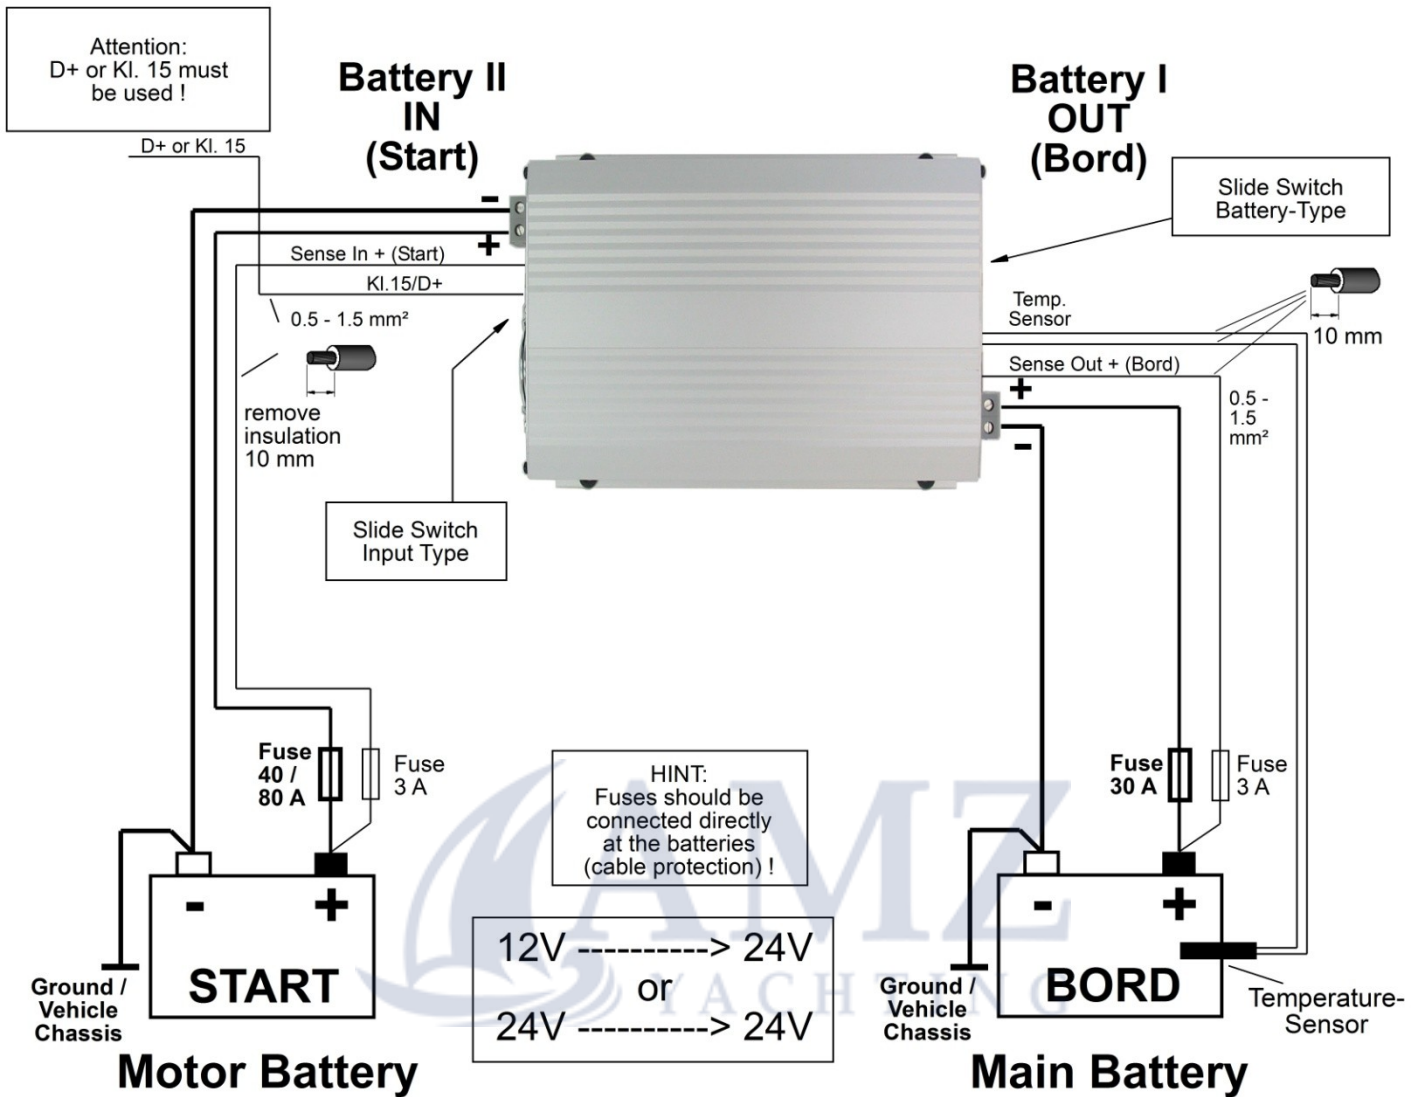 Attention:
D+ or Kl. 15 must
be used !
D+ or Kl. 15
Battery II
IN
(Start)
Battery I
OUT
(Bord)
Slide Switch
Battery-Type
-
+
Sense In + (Start)
Kl.15/D+
0.5 - 1.5 mm²
remove
insulation
10 mm
Slide Switch
Input Type
Temp.
Sensor
10 mm
Sense Out + (Bord)
+
-
0.5 -
1.5
mm²
Fuse
40 /
80 A
Fuse
3 A
HINT:
Fuses should be
connected directly
at the batteries
(cable protection) !
Fuse
30 A
Fuse
3 A
- +
START
Ground /
Vehicle
Chassis
Motor Battery
12V -----------> 24V
or
24V -----------> 24V
AMZ
YACHTING
- +
BORD
Ground /
Vehicle
Chassis
Temperature-
Sensor
Main Battery